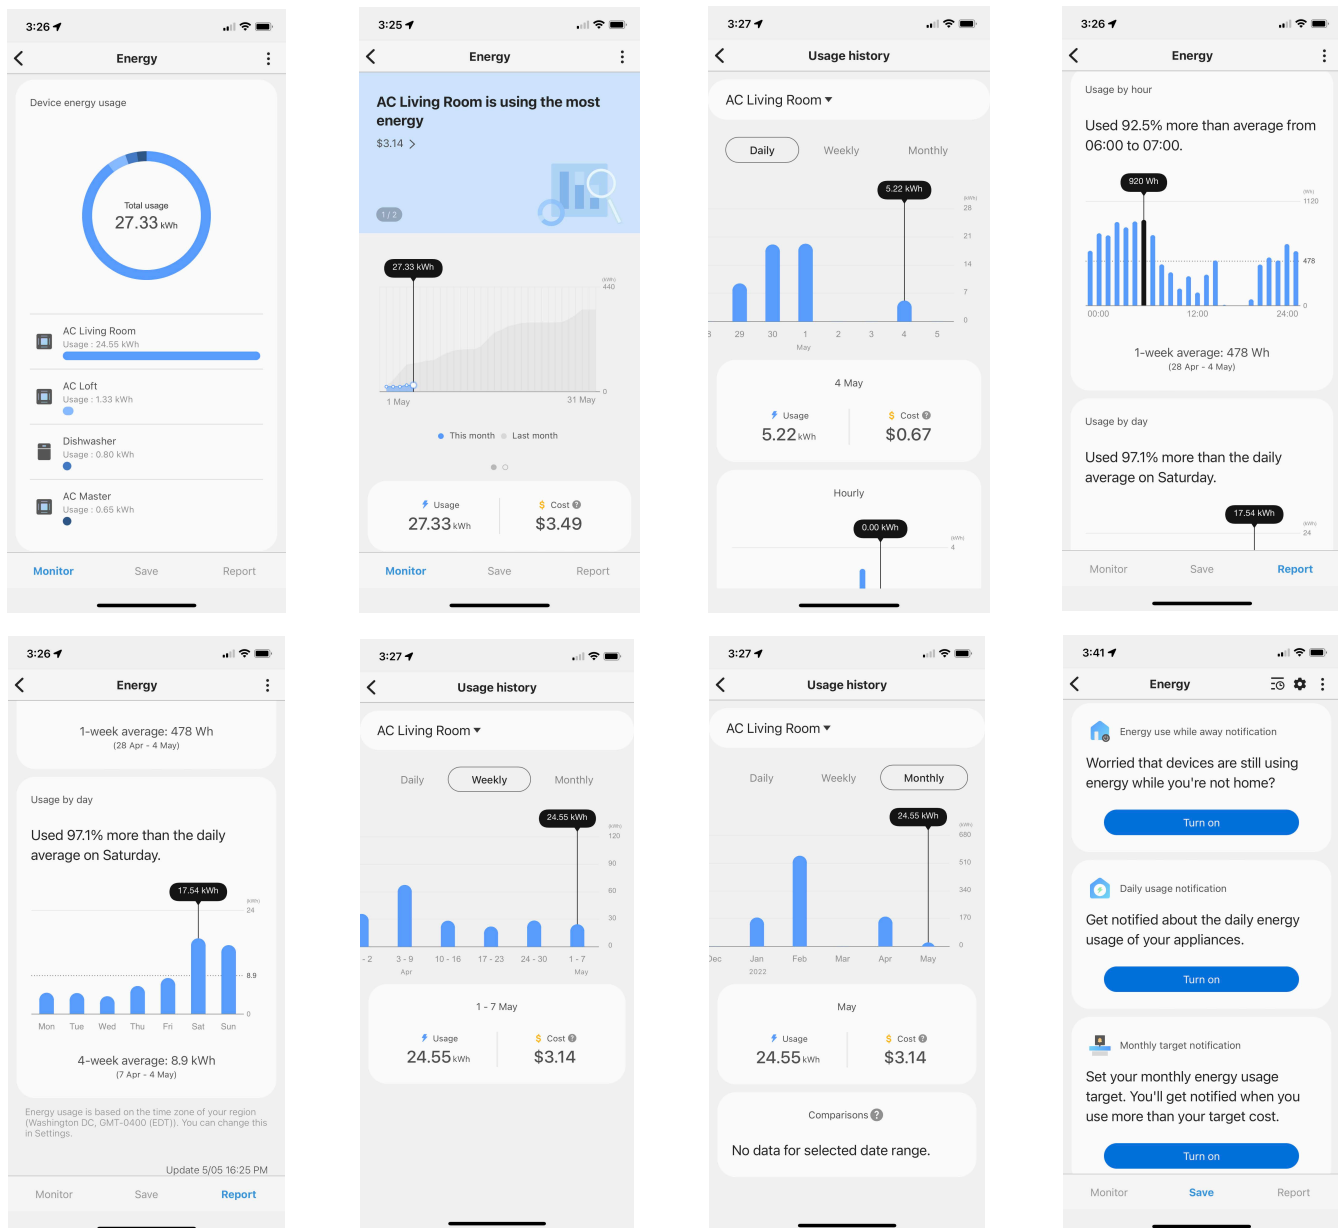 3:26
Energy
Device energy usage
Total usage
27.33 kWh
AC Living Room
Usage : 24.55 kWh
AC Loft
Usage : 1.33 kWh
Dishwasher
Usage : 0.80 kWh
AC Master
Usage : 0.65 kWh
Monitor Save Report
3:25
Energy
AC Living Room is using the most
energy
$3.14 >
1 / 2
27.33 kWh
(kWh)
440
0
1 May 31 May
This month Last month
Usage Cost ?
27.33 kWh $3.49
Monitor Save Report
3:27
Usage history
AC Living Room
Daily Weekly Monthly
5.22 kWh
(kWh)
28
21
14
7
0
8 29 30 1 2 3 4 5
May
4 May
Usage Cost ?
5.22 kWh $0.67
Hourly
0.00 kWh
(kWh)
4
3:26
Energy
Usage by hour
Used 92.5% more than average from
06:00 to 07:00.
920 Wh
(Wh)
1120
478
0
00:00 12:00 24:00
1-week average: 478 Wh
(28 Apr - 4 May)
Usage by day
Used 97.1% more than the daily
average on Saturday.
17.54 kWh
(kWh)
24
Monitor Save Report
3:26
Energy
1-week average: 478 Wh
(28 Apr - 4 May)
Usage by day
Used 97.1% more than the daily
average on Saturday.
17.54 kWh
(kWh)
24
8.9
0
Mon Tue Wed Thu Fri Sat Sun
4-week average: 8.9 kWh
(7 Apr - 4 May)
Energy usage is based on the time zone of your region
(Washington DC, GMT-0400 (EDT)). You can change this
in Settings.
Update 5/05 16:25 PM
Monitor Save Report
3:27
Usage history
AC Living Room
Daily Weekly Monthly
24.55 kWh
(kWh)
120
90
60
30
0
- 2 3 - 9 10 - 16 17 - 23 24 - 30 1 - 7
Apr May
1 - 7 May
Usage Cost ?
24.55 kWh $3.14
3:27
Usage history
AC Living Room
Daily Weekly Monthly
24.55 kWh
(kWh)
680
510
340
170
0
Dec Jan Feb Mar Apr May
2022
May
Usage Cost ?
24.55 kWh $3.14
Comparisons ?
No data for selected date range.
3:41
Energy
Energy use while away notification
Worried that devices are still using
energy while you're not home?
Turn on
Daily usage notification
Get notified about the daily energy
usage of your appliances.
Turn on
Monthly target notification
Set your monthly energy usage
target. You'll get notified when you
use more than your target cost.
Turn on
Monitor Save Report